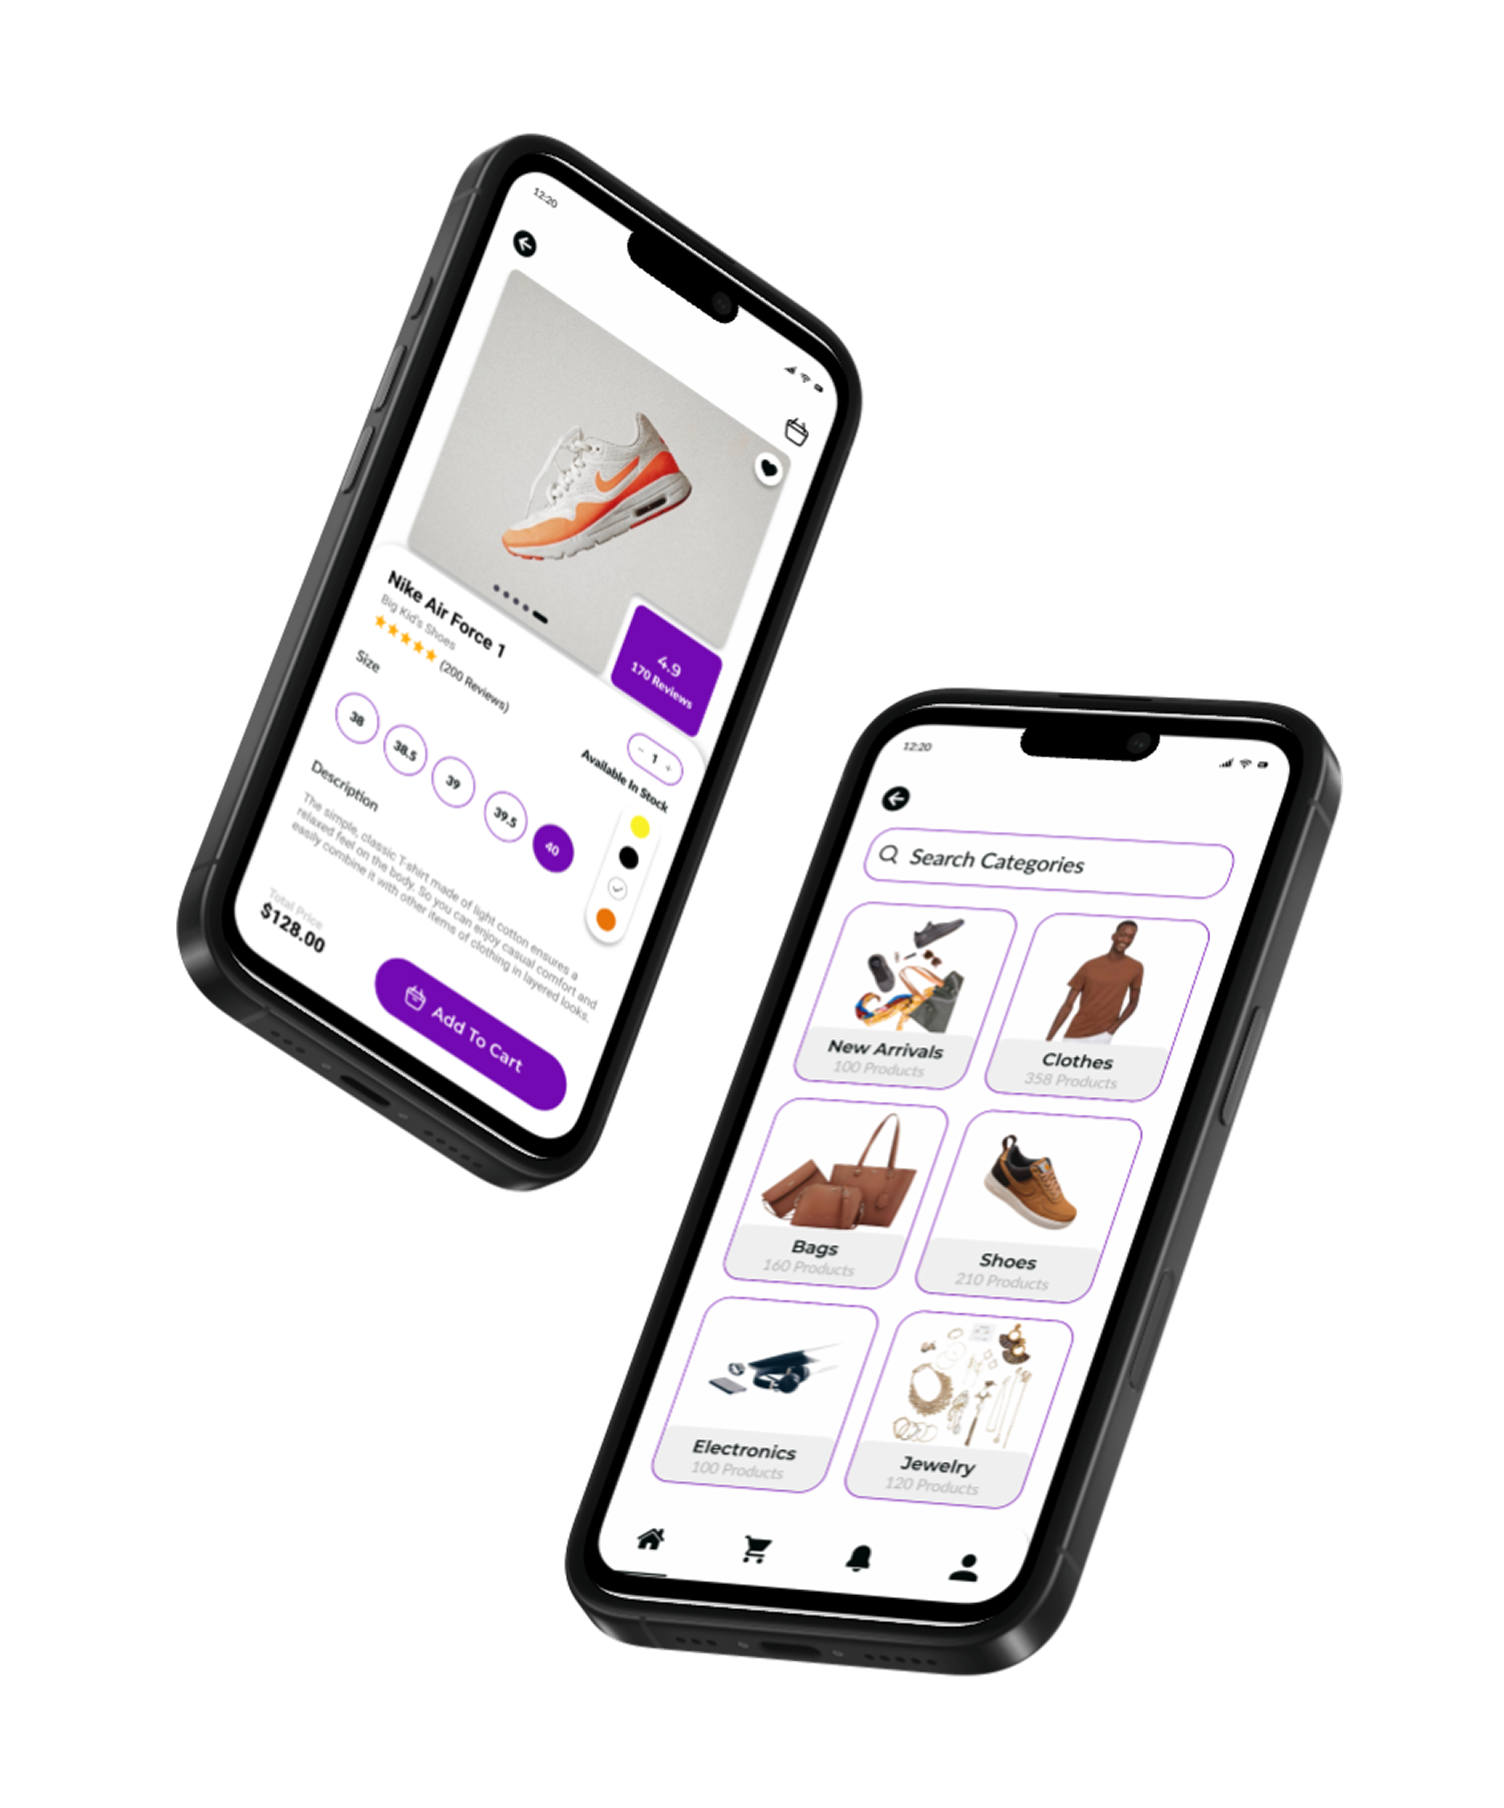 12:20
Nike Air Force 1
Big Kid's Shoes
(200 Reviews)
4.9
170 Reviews
Size
- 1 +
Available In Stock
38
38.5
39
39.5
40
Description
The simple, classic T-shirt made of light cotton ensures a
relaxed feel on the body. So you can enjoy casual comfort and
easily combine it with other items of clothing in layered looks.
Total Price
$128.00
Add To Cart
12:20
Search Categories
New Arrivals
100 Products
Clothes
358 Products
Bags
160 Products
Shoes
210 Products
Electronics
100 Products
Jewelry
120 Products